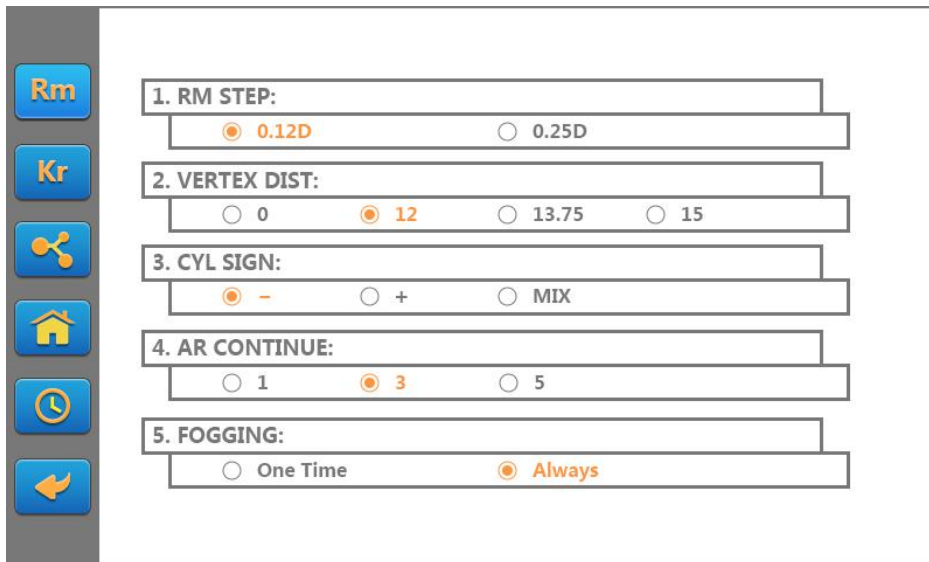 Rm
Kr
1. RM STEP:
0.12D 0.25D
2. VERTEX DIST:
0 12 13.75 15
3. CYL SIGN:
− + MIX
4. AR CONTINUE:
1 3 5
5. FOGGING:
One Time Always